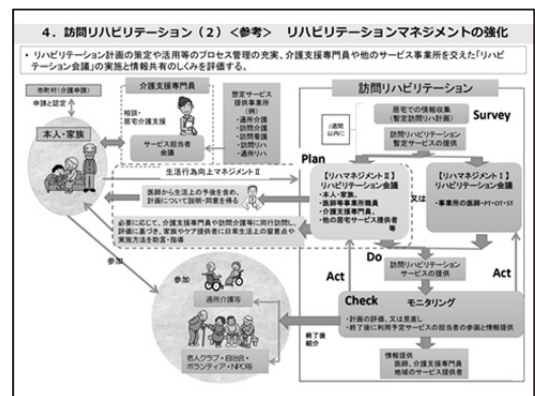 4．訪問リハビリテーション（2）＜参考＞ リハビリテーションマネジメントの強化
・リハビリテーション計画の策定や活用等のプロセス管理の充実、介護支援専門員や他のサービス事業所を交えた「リハ
ビリテーション会議」の実施と情報共有のしくみを評価する。
市町村（介護申請）
申請と認定
本人・家族
介護支援専門員
相談・
居宅介護支援
サービス担当者
会議
想定サービス
提供事業所
（例）
・通所介護
・訪問介護
・訪問看護
・訪問リハ
・通所リハ
訪問リハビリテーション
居宅での情報収集
（暫定訪問リハ計画）
Survey
2週間
以内に
訪問リハビリテーション
暫定サービスの提供
Plan
生活行為向上マネジメントⅡ
医師から生活上の予後を含め、
計画について説明・同意を得る
【リハマネジメントⅡ】
リハビリテーション会議
・本人・家族、
・医師等事業所職員
・介護支援専門員、
・他の居宅サービス提供者
等
又は
【リハマネジメントⅠ】
リハビリテーション会議
・事業所の医師・PT・OT・ST
必要に応じて、介護支援専門員や訪問介護等に同行訪問し、
評価に基づき、家族やケア提供者に日常生活上の留意点や
実施方法を助言・指導
Act
Do
訪問リハビリテーション
サービスの提供
Act
参加
参加
通所介護等
老人クラブ・自治会・
ボランティア・NPO等
Check モニタリング
・計画の評価、又は見直し
・終了後に利用予定サービスの担当者の参画と情報提供
終了後
紹介
情報提供
医師、介護支援専門員
地域のサービス提供者